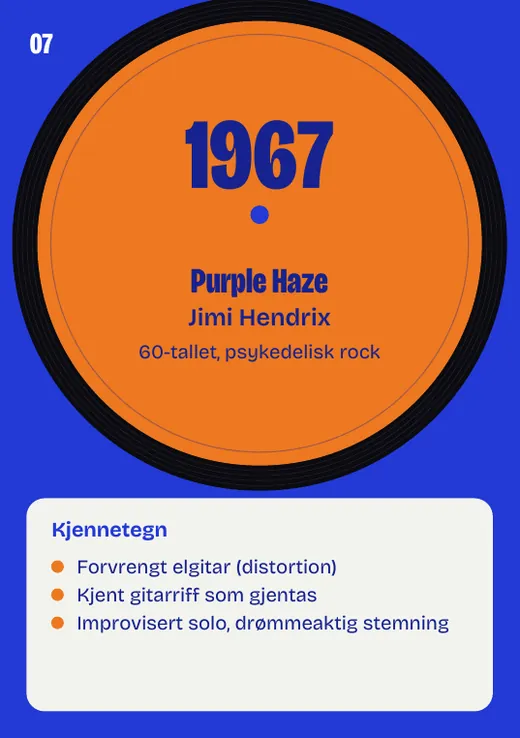 07
1967
Purple Haze
Jimi Hendrix
60-tallet, psykedelisk rock
Kjennetegn
Forvrengt elgitar (distortion)
Kjent gitarriff som gjentas
Improvisert solo, drømmeaktig stemning